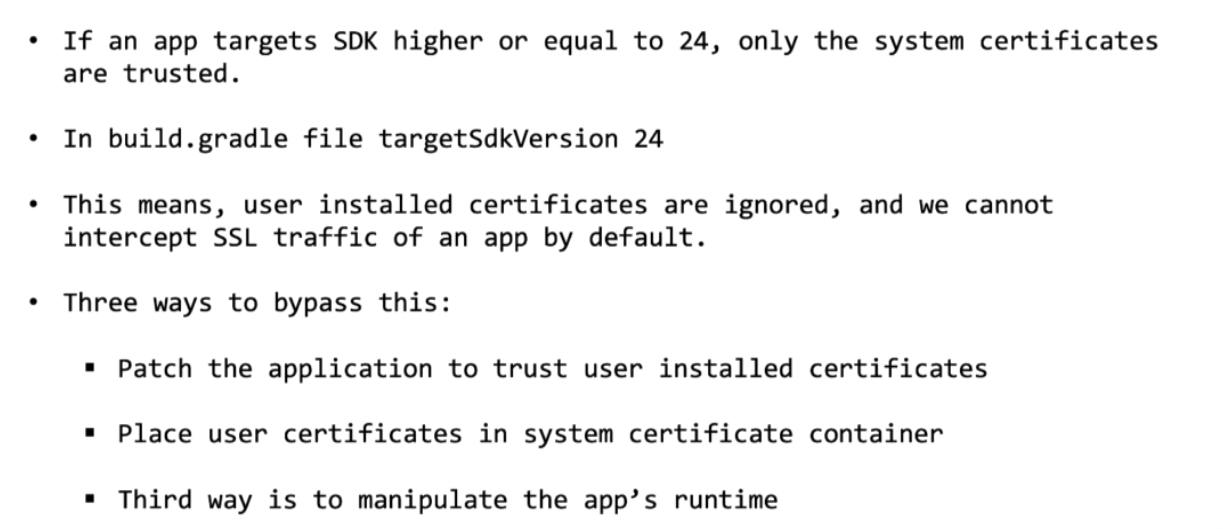 • If an app targets SDK higher or equal to 24, only the system certificates
are trusted.
• In build.gradle file targetSdkVersion 24
• This means, user installed certificates are ignored, and we cannot
intercept SSL traffic of an app by default.
• Three ways to bypass this:
▪ Patch the application to trust user installed certificates
▪ Place user certificates in system certificate container
▪ Third way is to manipulate the app’s runtime